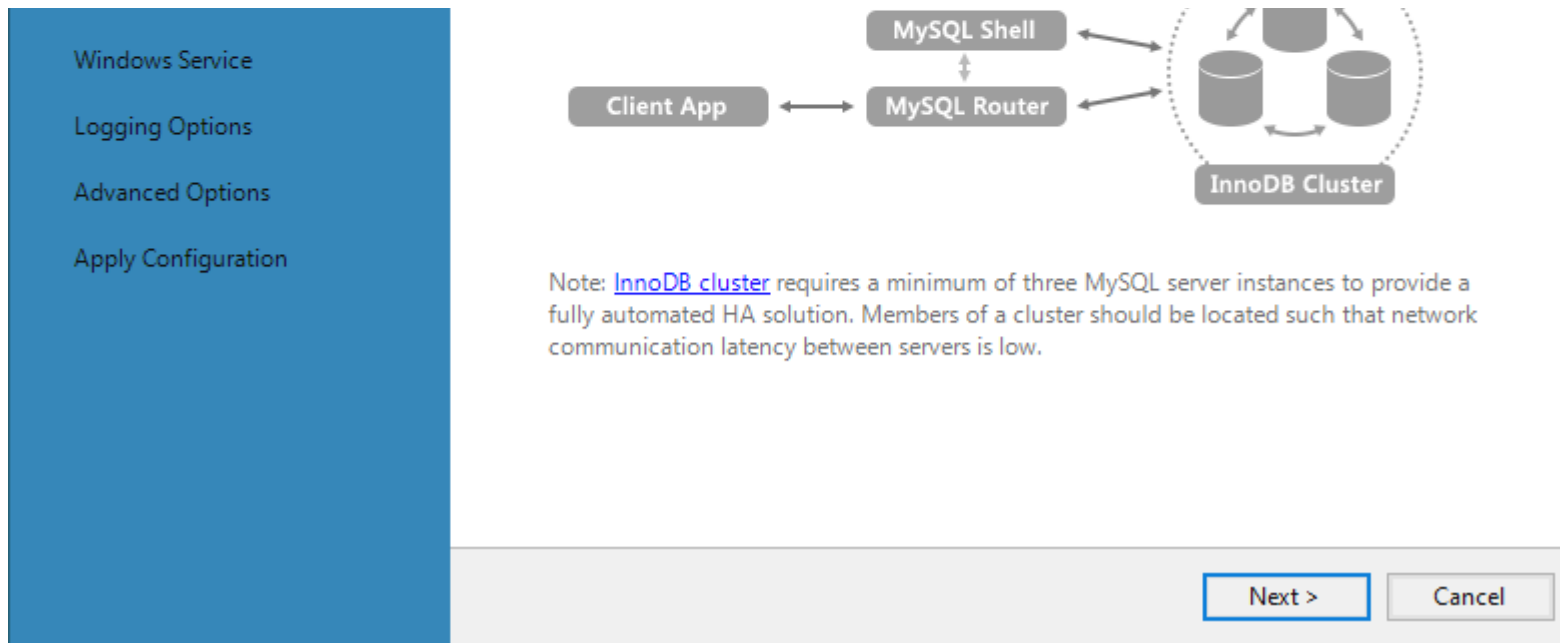 Windows Service
Logging Options
Advanced Options
Apply Configuration
MySQL Shell
Client App
MySQL Router
InnoDB Cluster
Note: InnoDB cluster requires a minimum of three MySQL server instances to provide a
fully automated HA solution. Members of a cluster should be located such that network
communication latency between servers is low.
Next >
Cancel